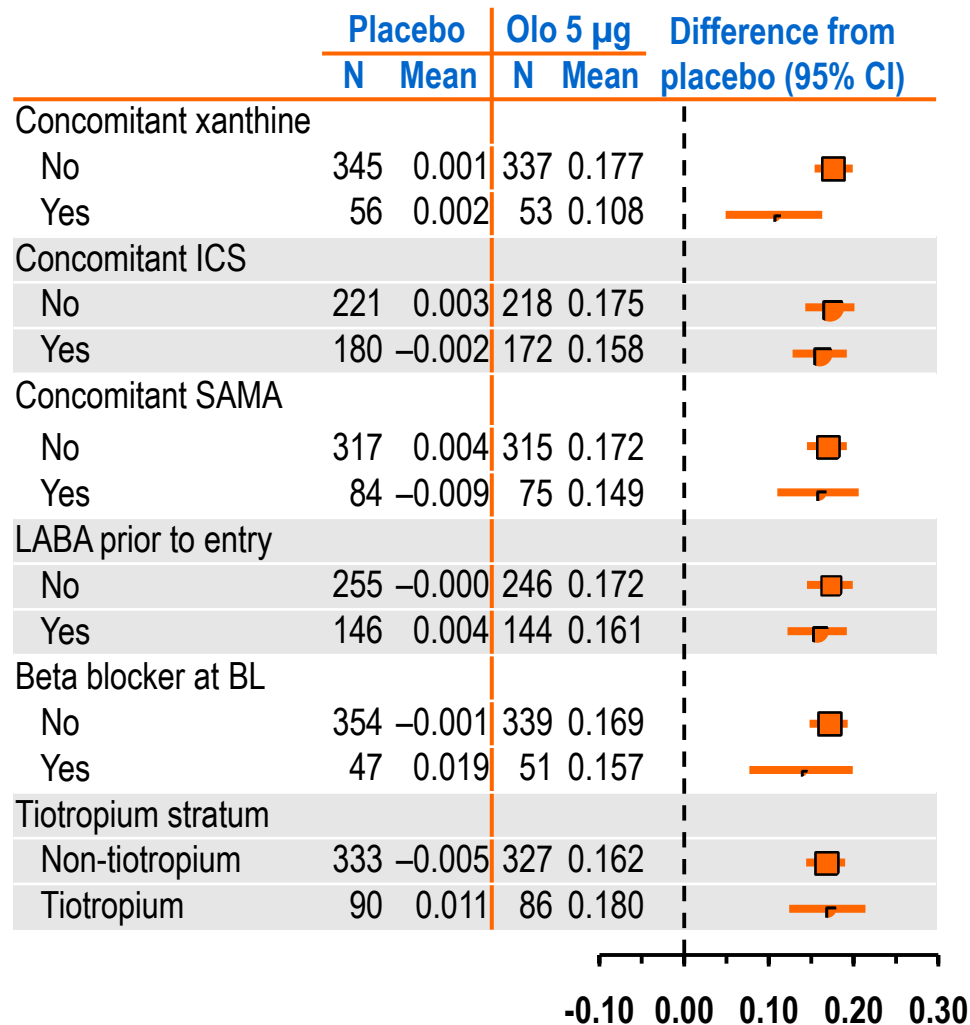 Placebo Olo 5 µg Difference from
N Mean N Mean placebo (95% CI)
Concomitant xanthine
No 345 0.001 337 0.177
Yes 56 0.002 53 0.108
Concomitant ICS
No 221 0.003 218 0.175
Yes 180 –0.002 172 0.158
Concomitant SAMA
No 317 0.004 315 0.172
Yes 84 –0.009 75 0.149
LABA prior to entry
No 255 –0.000 246 0.172
Yes 146 0.004 144 0.161
Beta blocker at BL
No 354 –0.001 339 0.169
Yes 47 0.019 51 0.157
Tiotropium stratum
Non-tiotropium 333 –0.005 327 0.162
Tiotropium 90 0.011 86 0.180
-0.10 0.00 0.10 0.20 0.30